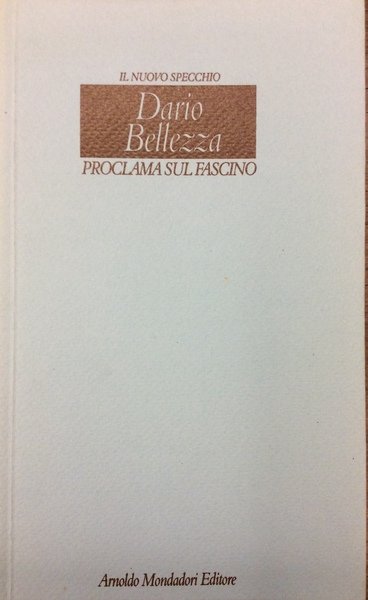 IL NUOVO SPECCHIO
Dario
Bellezza
PROCLAMA SUL FASCINO
Arnoldo Mondadori Editore